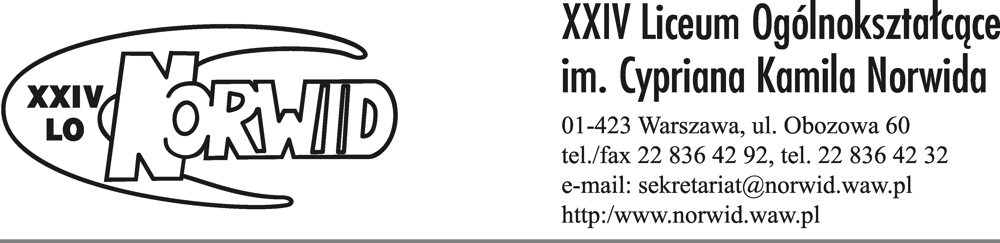 XXIV
LO
NORWID
XXIV Liceum Ogólnokształcące
im. Cypriana Kamila Norwida
01-423 Warszawa, ul. Obozowa 60
tel./fax 22 836 42 92, tel. 22 836 42 32
e-mail: sekretariat@norwid.waw.pl
http:/www.norwid.waw.pl